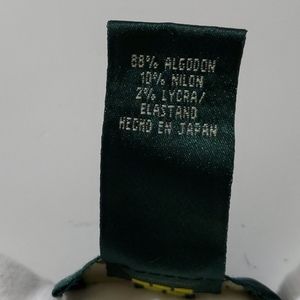 88% ALGODON
10% NILON
2% LYCRA/
ELASTANO
HECHO EN JAPAN